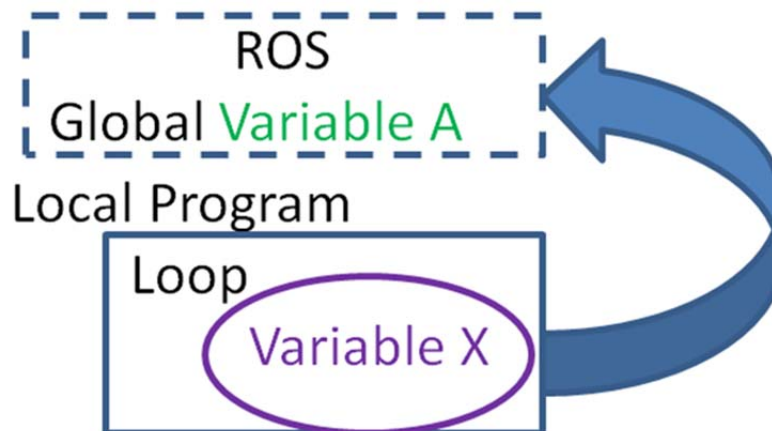 ROS
Global Variable A
Local Program
Loop
Variable X